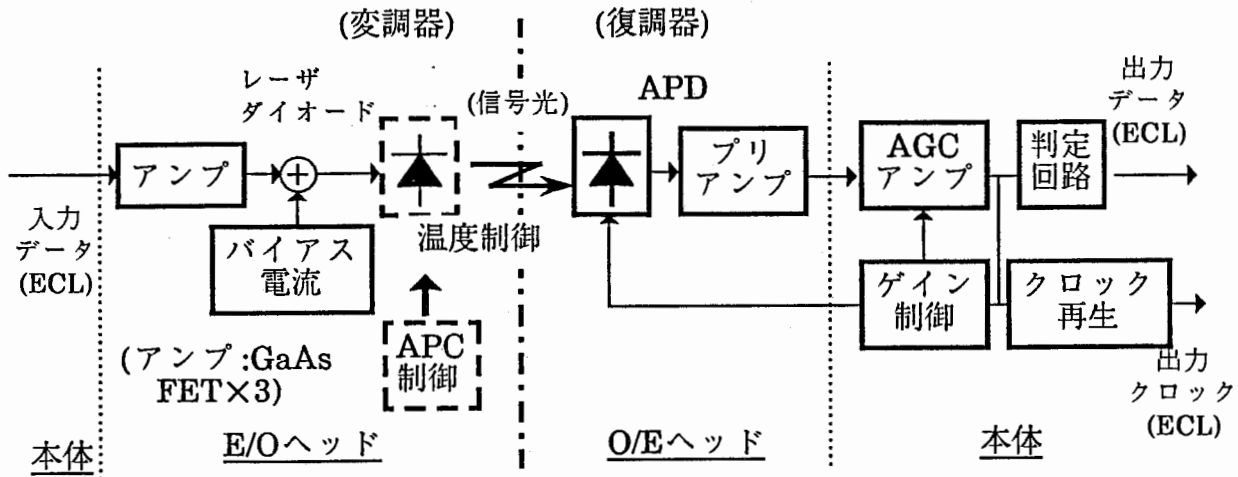 (変調器)
(復調器)
レーザ
ダイオード
(信号光)
APD
出力
データ
(ECL)
アンプ
+
プリ
アンプ
AGC
アンプ
判定
回路
入力
データ
(ECL)
バイアス
電流
温度制御
ゲイン
制御
クロック
再生
APC
制御
(アンプ:GaAs
FET×3)
出力
クロック
(ECL)
本体
E/Oヘッド
O/Eヘッド
本体